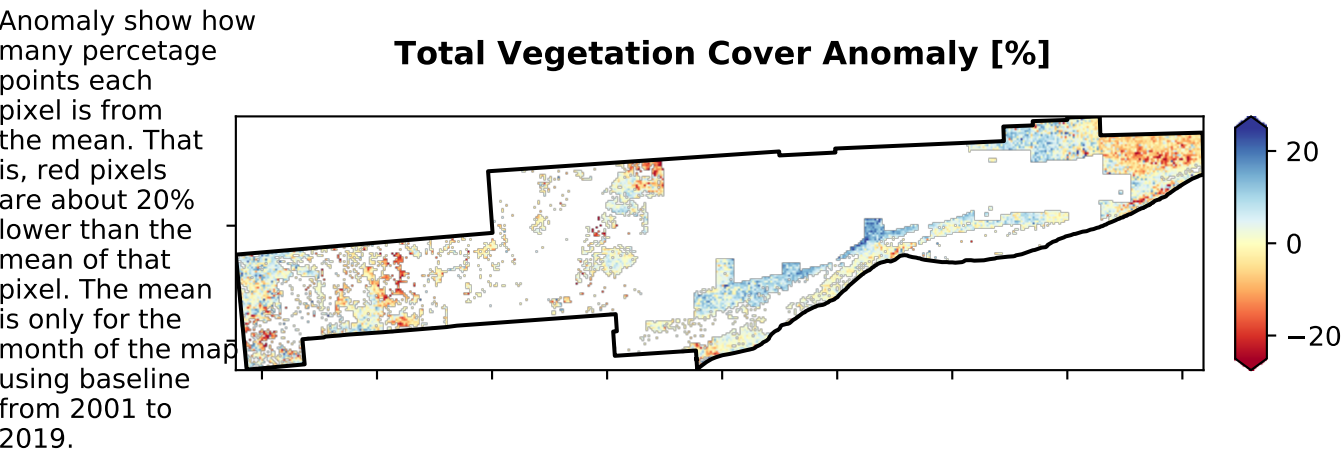 Anomaly show how
many percetage
points each
pixel is from
the mean. That
is, red pixels
are about 20%
lower than the
mean of that
pixel. The mean
is only for the
month of the map
using baseline
from 2001 to
2019.
Total Vegetation Cover Anomaly [%]
20
0
−20